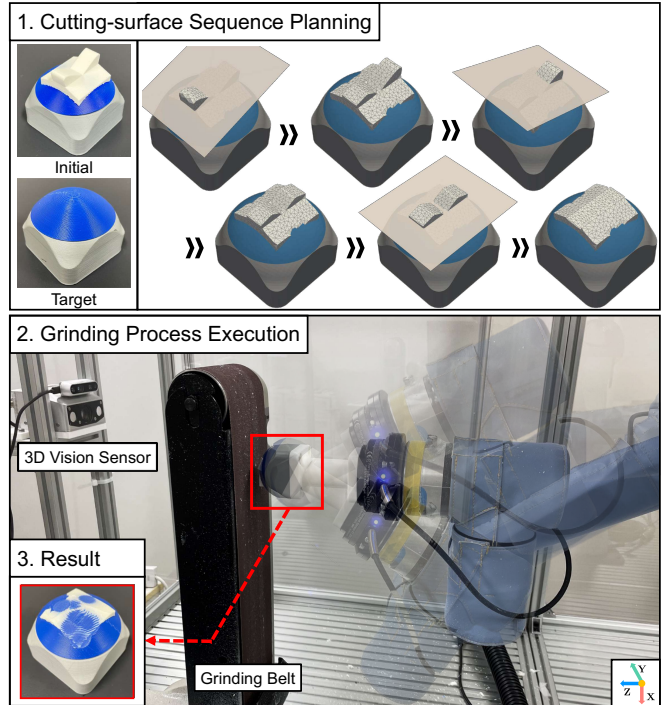 1. Cutting-surface Sequence Planning
Initial
Target
2. Grinding Process Execution
3D Vision Sensor
3. Result
Grinding Belt
Y
Z
X